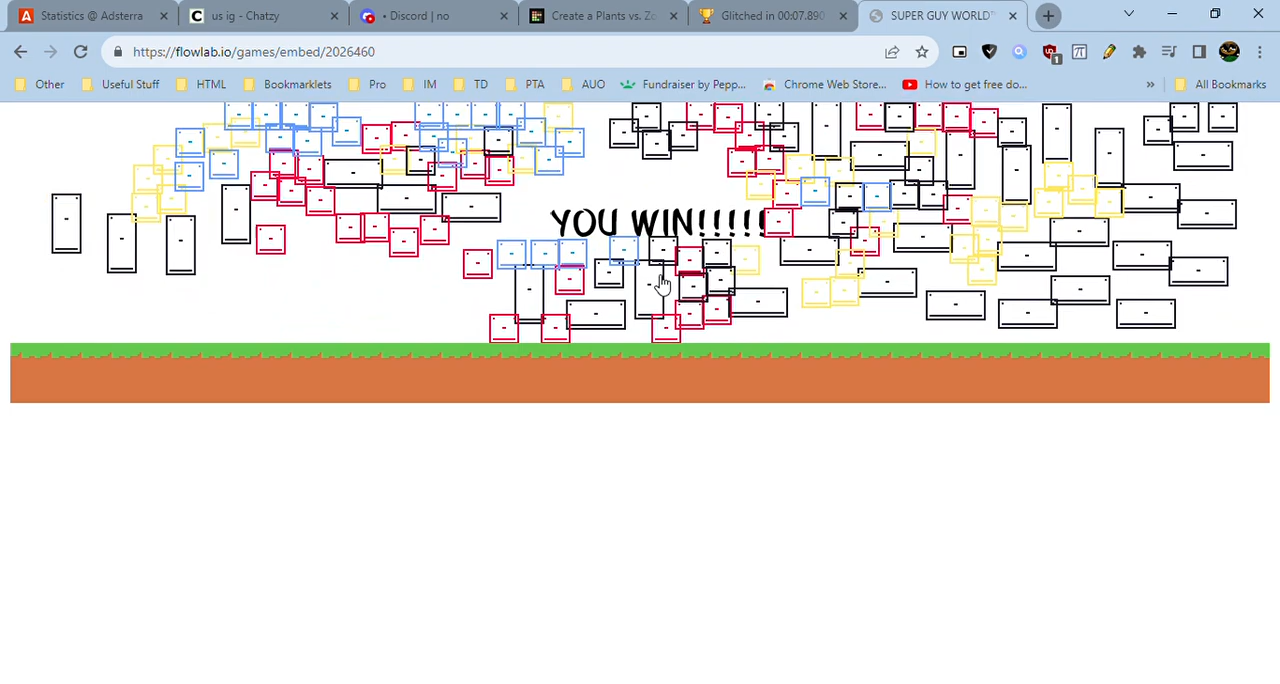 Statistics @ Adsterra
us ig - Chatzy
• Discord | no
Create a Plants vs. Zo
Glitched in 00:07.890
SUPER GUY WORLD™
https://flowlab.io/games/embed/2026460
1
Other
Useful Stuff
HTML
Bookmarklets
Pro
IM
TD
PTA
AUO
Fundraiser by Pepp...
Chrome Web Store...
How to get free do...
»
All Bookmarks
YOU WIN!!!!!